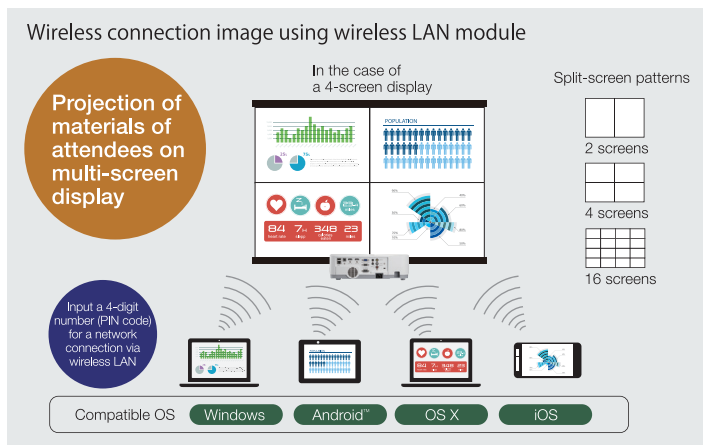 Wireless connection image using wireless LAN module
Projection of
materials of
attendees on
multi-screen
display
In the case of
a 4-screen display
POPULATION
84
7
348
23
Split-screen patterns
2 screens
4 screens
16 screens
Input a 4-digit
number (PIN code)
for a network
connection via
wireless LAN
Compatible OS
Windows
Android™
OS X
iOS